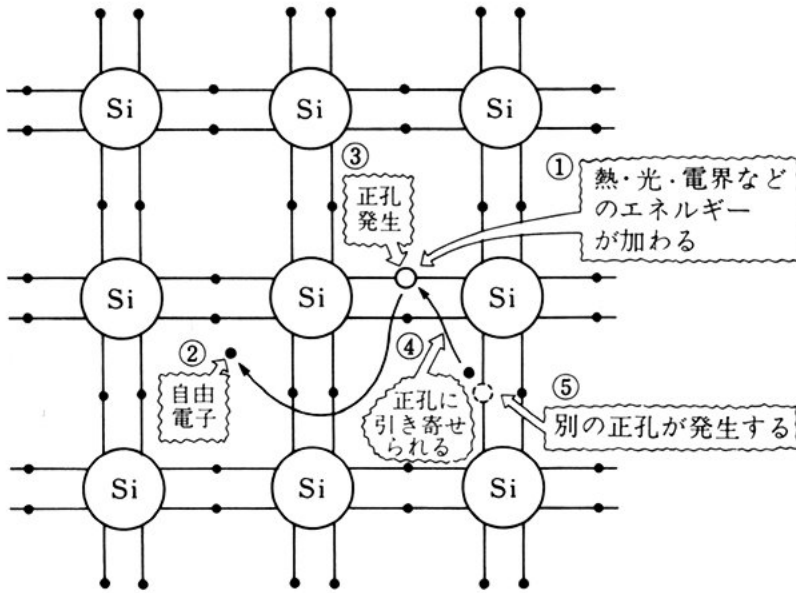 Si
Si
Si
③
正孔
発生
①
熱・光・電界など
のエネルギー
が加わる
Si
Si
Si
②
自由
電子
④
正孔に
引き寄せ
られる
⑤
別の正孔が発生する
Si
Si
Si